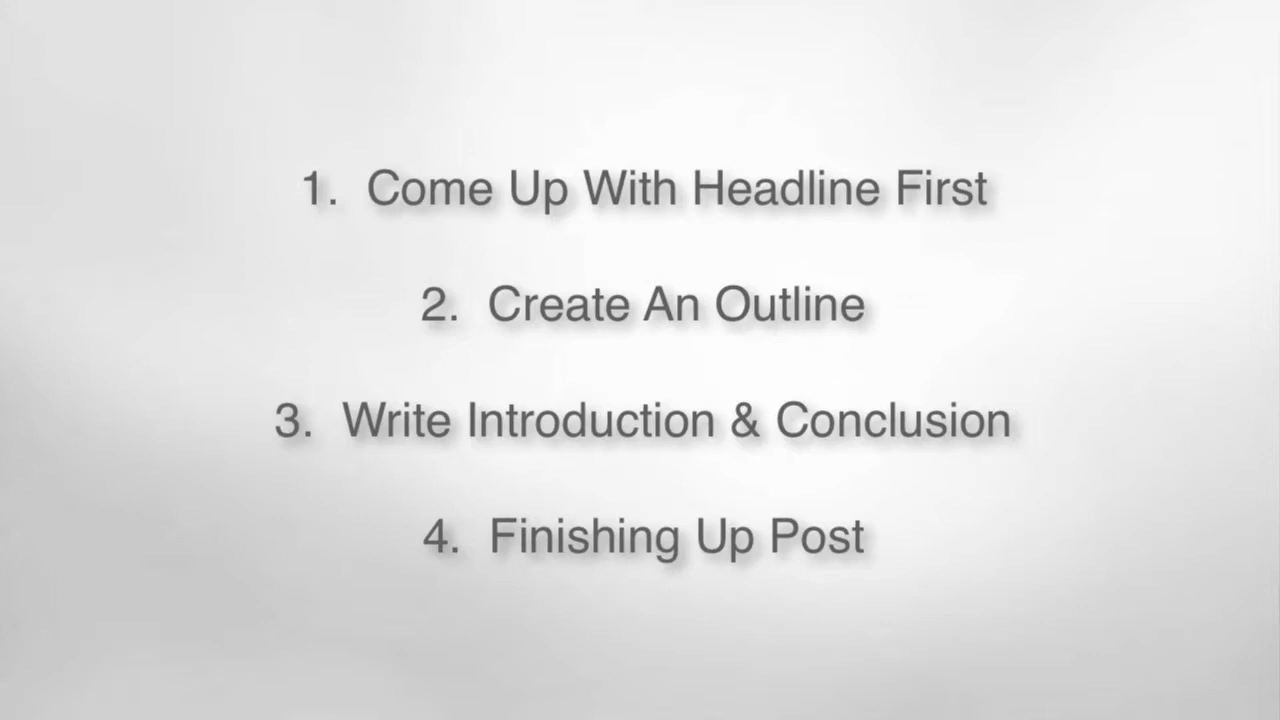 1. Come Up With Headline First
2. Create An Outline
3. Write Introduction & Conclusion
4. Finishing Up Post